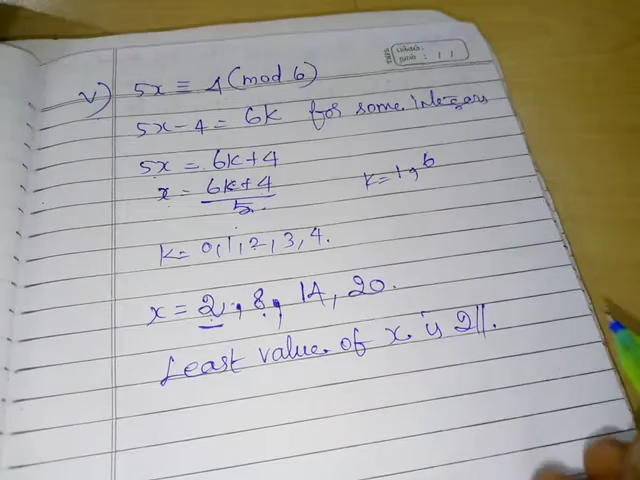 v) 5x ≡ 4 (mod 6)
5x - 4 = 6k for some integers
5x = 6k + 4
x = 6k + 4 / 5
k = 1, 6
k = 0, 1, 2, 3, 4.
x = 2, 8, 14, 20.
Least value of x is 2//.